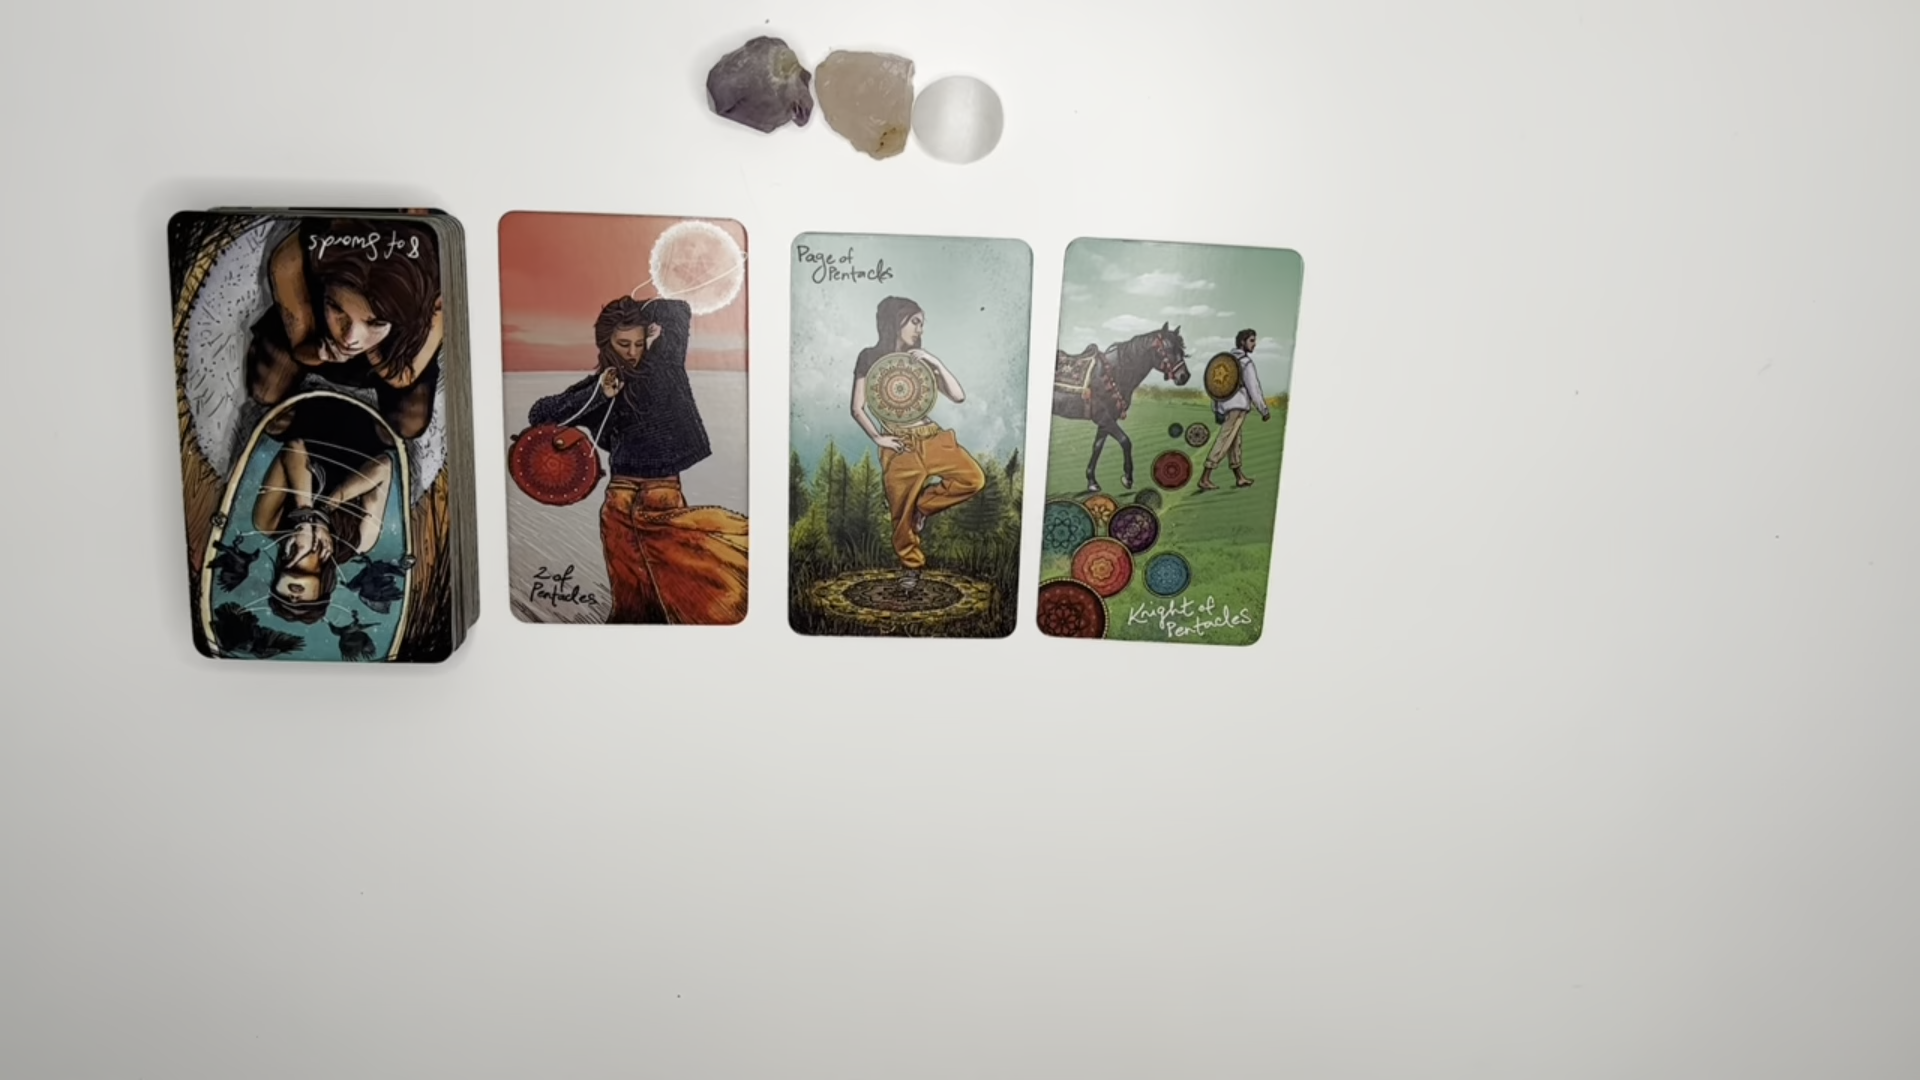 8 of Swords
2 of
Pentacles
Page of
Pentacles
Knight of
Pentacles